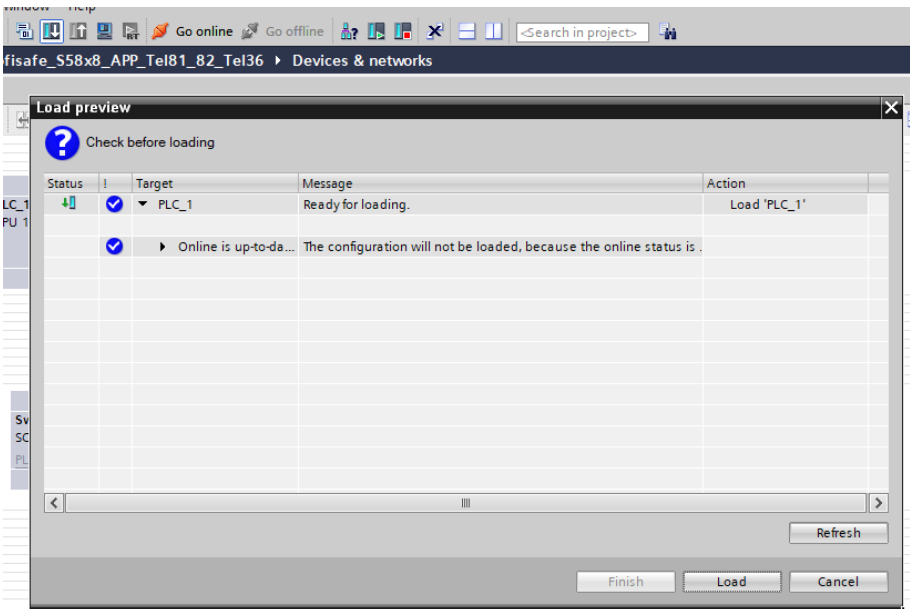 Go online Go offline <Search in project>
fisafe_S58x8_APP_Tel81_82_Tel36 ▸ Devices & networks
Load preview
? Check before loading
Status ! Target Message Action
PLC_1 Ready for loading. Load 'PLC_1'
Online is up-to-da... The configuration will not be loaded, because the online status is .
LC_1
PU 1
Sv
SC
PL
Refresh
Finish Load Cancel